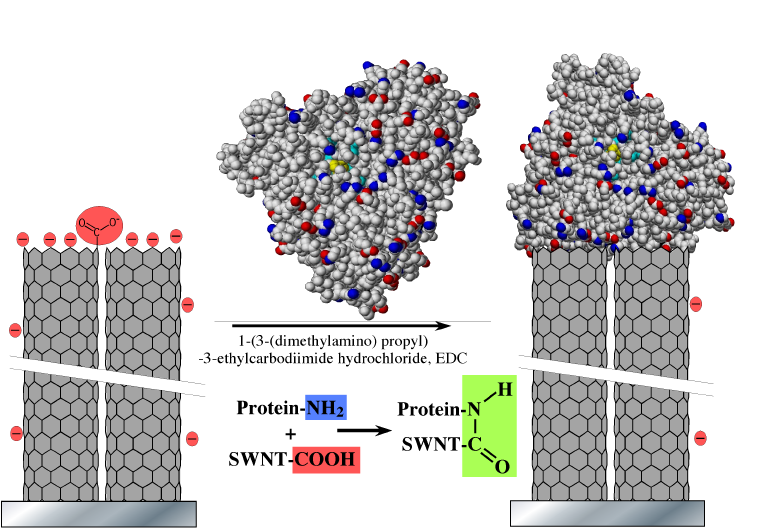 O O⁻
C
1-(3-(dimethylamino) propyl)
-3-ethylcarbodiimide hydrochloride, EDC
Protein-NH₂
+
SWNT-COOH
H
Protein-N
SWNT-C
O